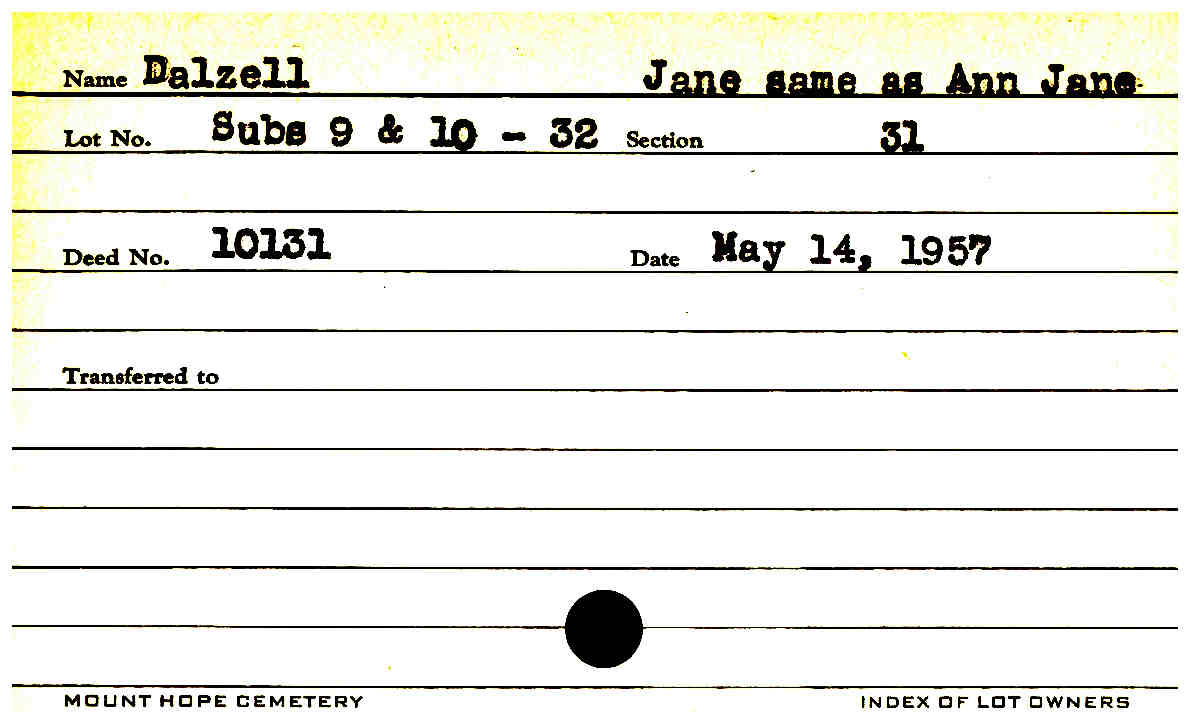 Name Dalzell Jane same as Ann Jane
Lot No. Subs 9 & 10 - 32 Section 31
Deed No. 10131 Date May 14, 1957
Transferred to
MOUNT HOPE CEMETERY INDEX OF LOT OWNERS